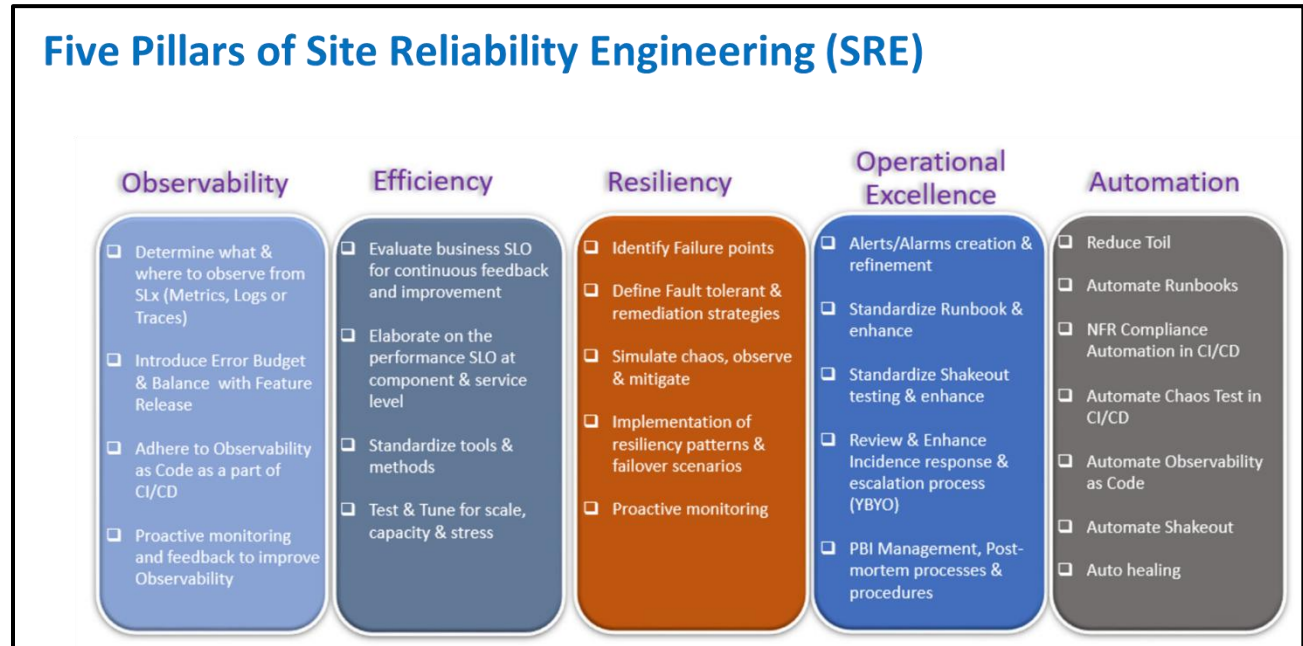 Five Pillars of Site Reliability Engineering (SRE)
Observability
Determine what &
where to observe from
SLx (Metrics, Logs or
Traces)
Introduce Error Budget
& Balance with Feature
Release
Adhere to Observability
as Code as a part of
CI/CD
Proactive monitoring
and feedback to improve
Observability
Efficiency
Evaluate business SLO
for continuous feedback
and improvement
Elaborate on the
performance SLO at
component & service
level
Standardize tools &
methods
Test & Tune for scale,
capacity & stress
Resiliency
Identify Failure points
Define Fault tolerant &
remediation strategies
Simulate chaos, observe
& mitigate
Implementation of
resiliency patterns &
failover scenarios
Proactive monitoring
Operational
Excellence
Alerts/Alarms creation &
refinement
Standardize Runbook &
enhance
Standardize Shakeout
testing & enhance
Review & Enhance
Incidence response &
escalation process
(YBYO)
PBI Management, Post-
mortem processes &
procedures
Automation
Reduce Toil
Automate Runbooks
NFR Compliance
Automation in CI/CD
Automate Chaos Test in
CI/CD
Automate Observability
as Code
Automate Shakeout
Auto healing